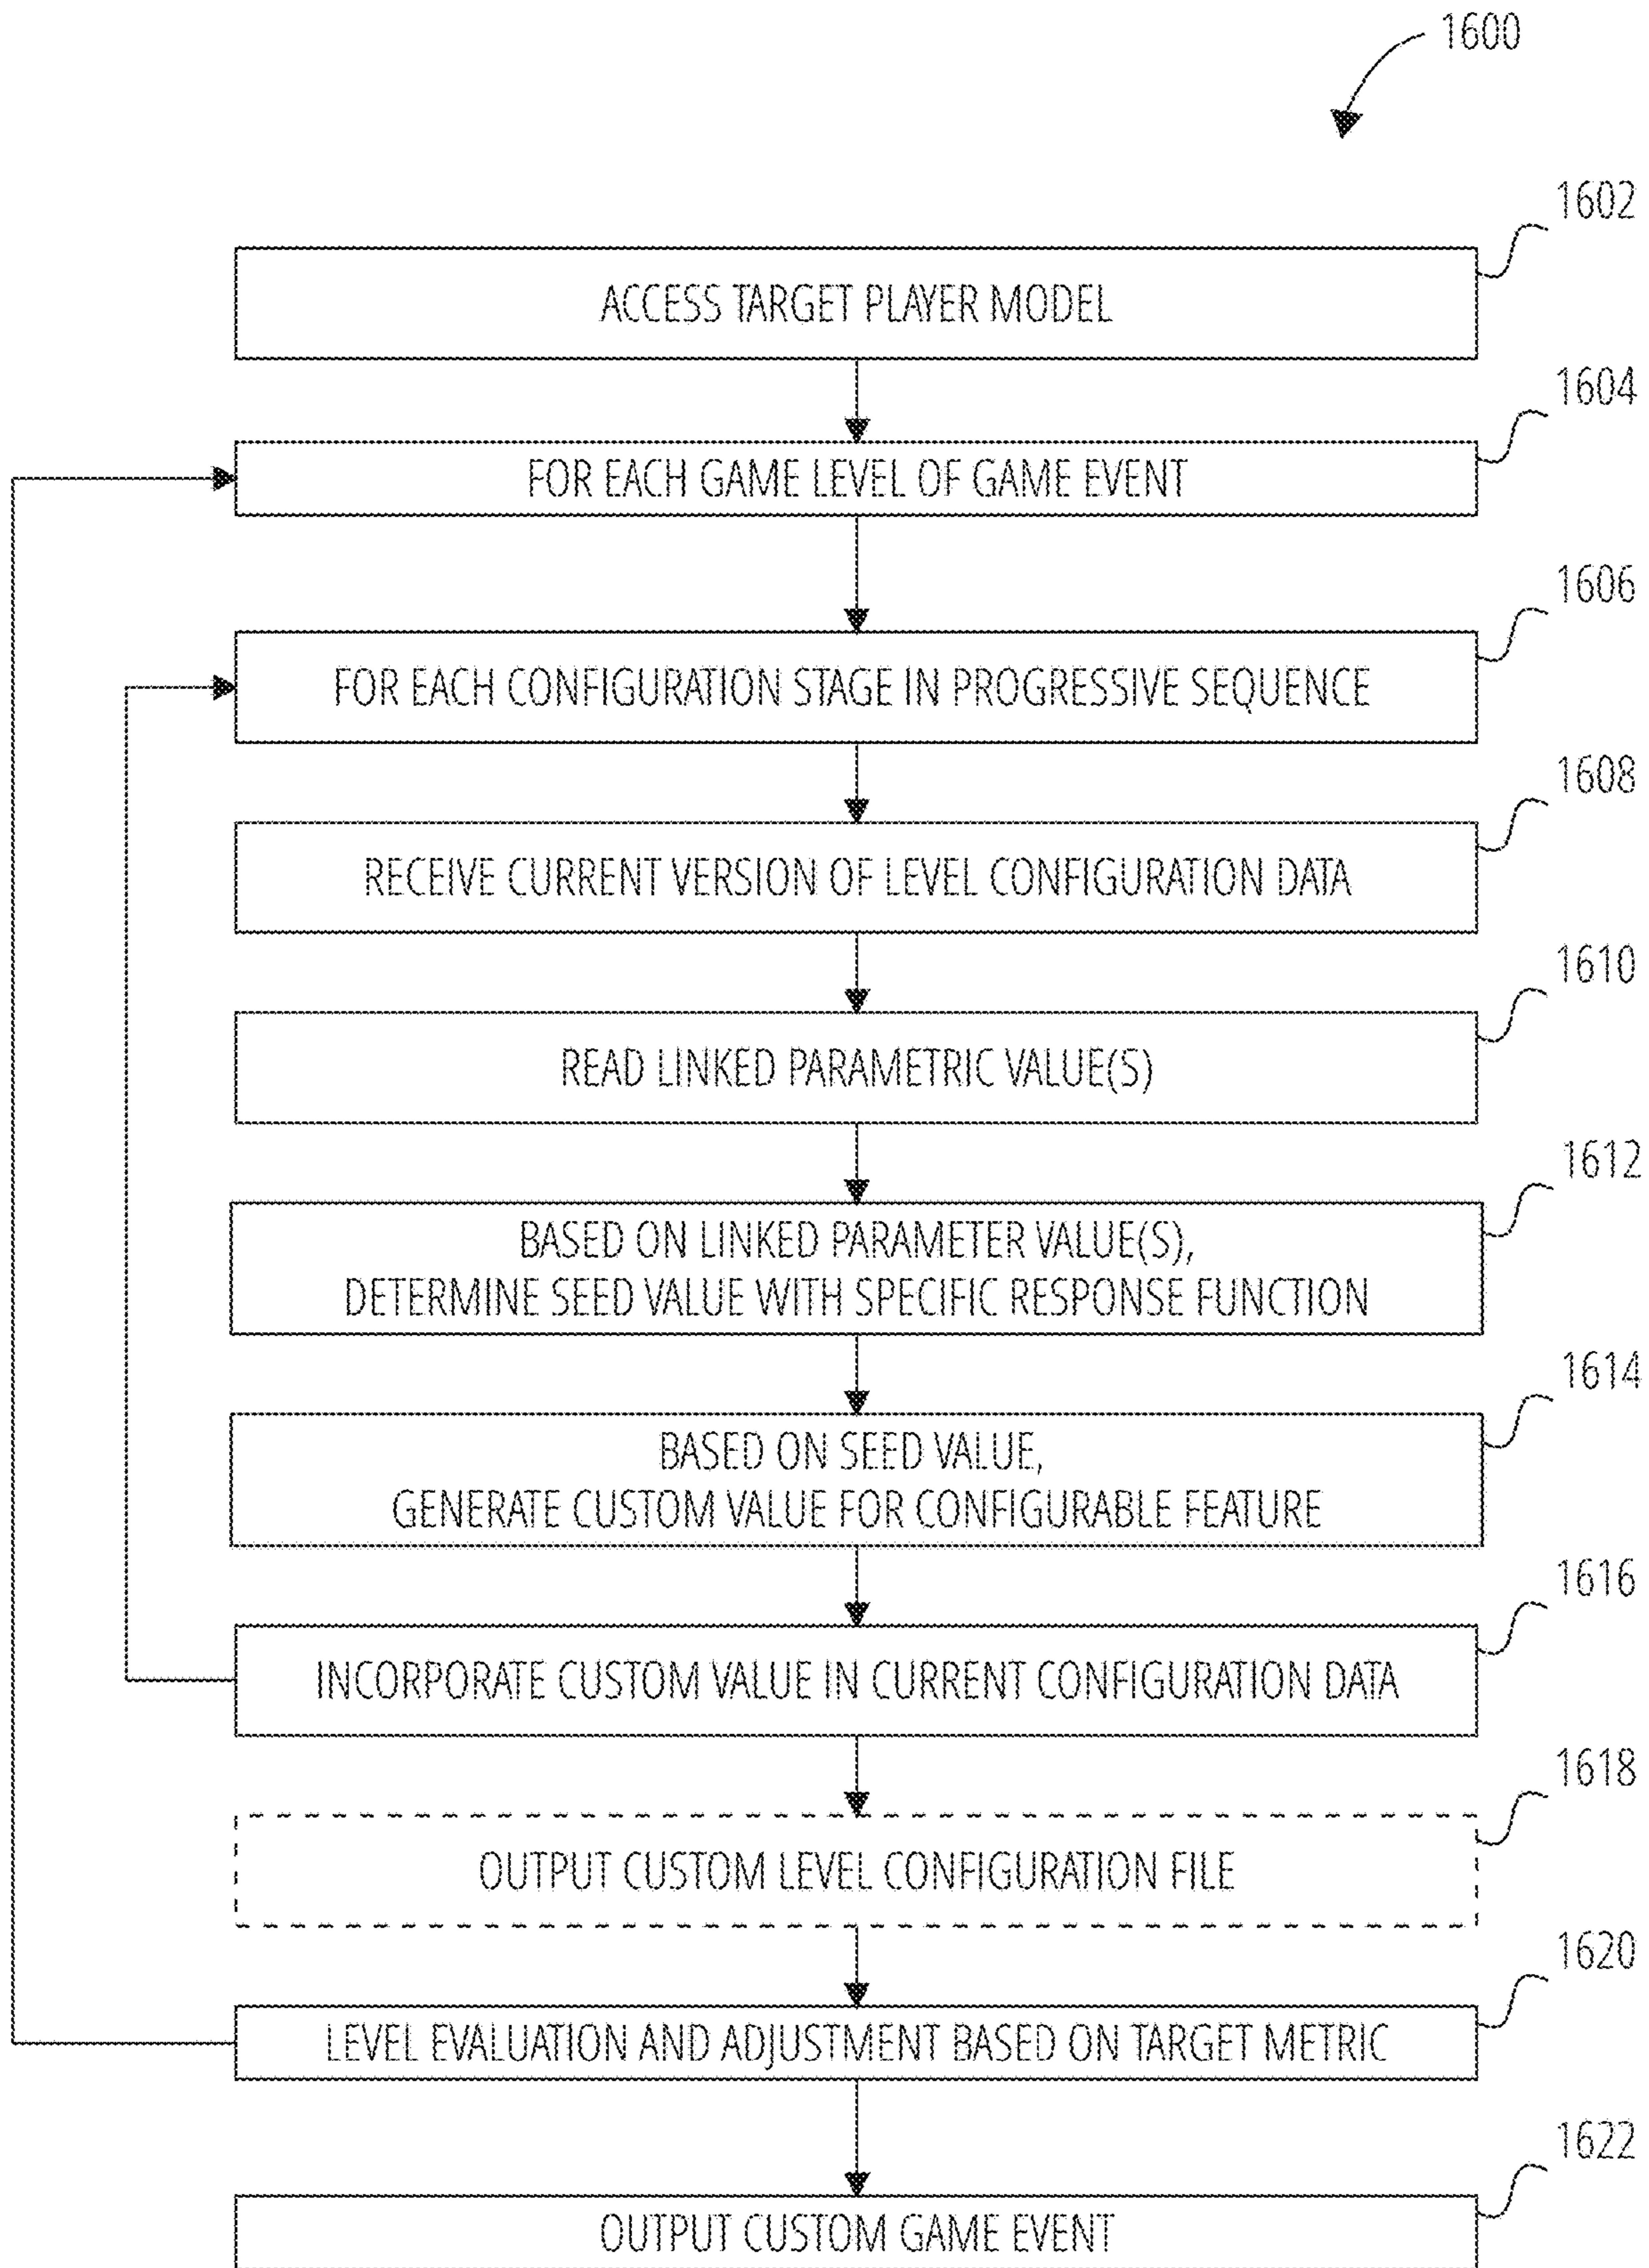 1600
1602
ACCESS TARGET PLAYER MODEL
1604
FOR EACH GAME LEVEL OF GAME EVENT
1606
FOR EACH CONFIGURATION STAGE IN PROGRESSIVE SEQUENCE
1608
RECEIVE CURRENT VERSION OF LEVEL CONFIGURATION DATA
1610
READ LINKED PARAMETRIC VALUE(S)
1612
BASED ON LINKED PARAMETER VALUE(S),
DETERMINE SEED VALUE WITH SPECIFIC RESPONSE FUNCTION
1614
BASED ON SEED VALUE,
GENERATE CUSTOM VALUE FOR CONFIGURABLE FEATURE
1616
INCORPORATE CUSTOM VALUE IN CURRENT CONFIGURATION DATA
1618
OUTPUT CUSTOM LEVEL CONFIGURATION FILE
1620
LEVEL EVALUATION AND ADJUSTMENT BASED ON TARGET METRIC
1622
OUTPUT CUSTOM GAME EVENT